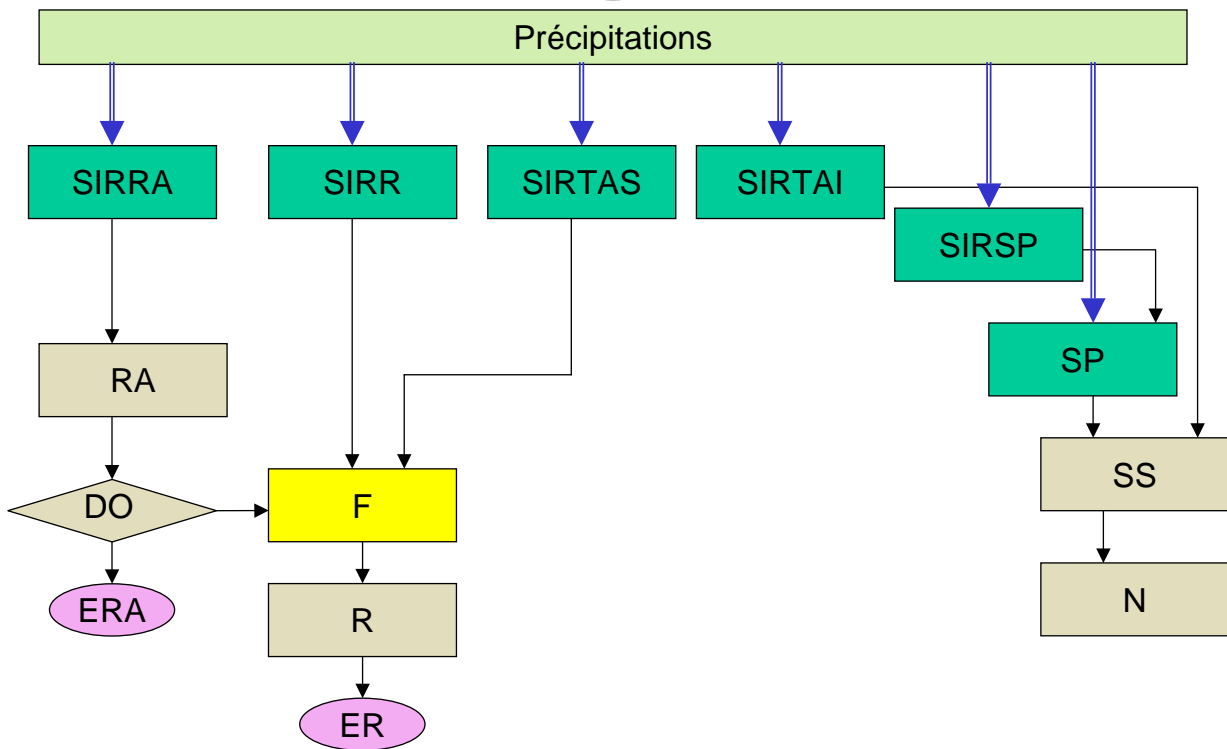 Précipitations
SIRRA
SIRR
SIRTAS
SIRTAI
SIRSP
SP
RA
DO
F
SS
ERA
R
N
ER